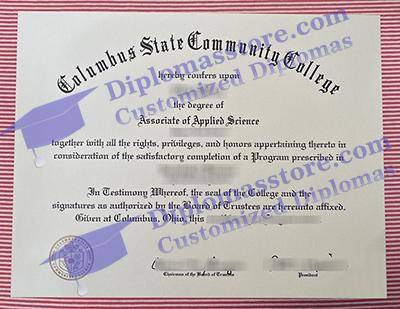 Columbus State Community College
hereby confers upon
the degree of
Associate of Applied Science
together with all the rights, privileges, and honors appertaining thereto in
consideration of the satisfactory completion of a Program prescribed in
In Testimony Whereof, the seal of the College and the
signatures as authorized by the Board of Trustees are hereunto affixed.
Given at Columbus, Ohio, this
Chairman of the Board of Trustees President
Diplomasstore.com
Customized Diplomas
Diplomasstore.com
Customized Diplomas